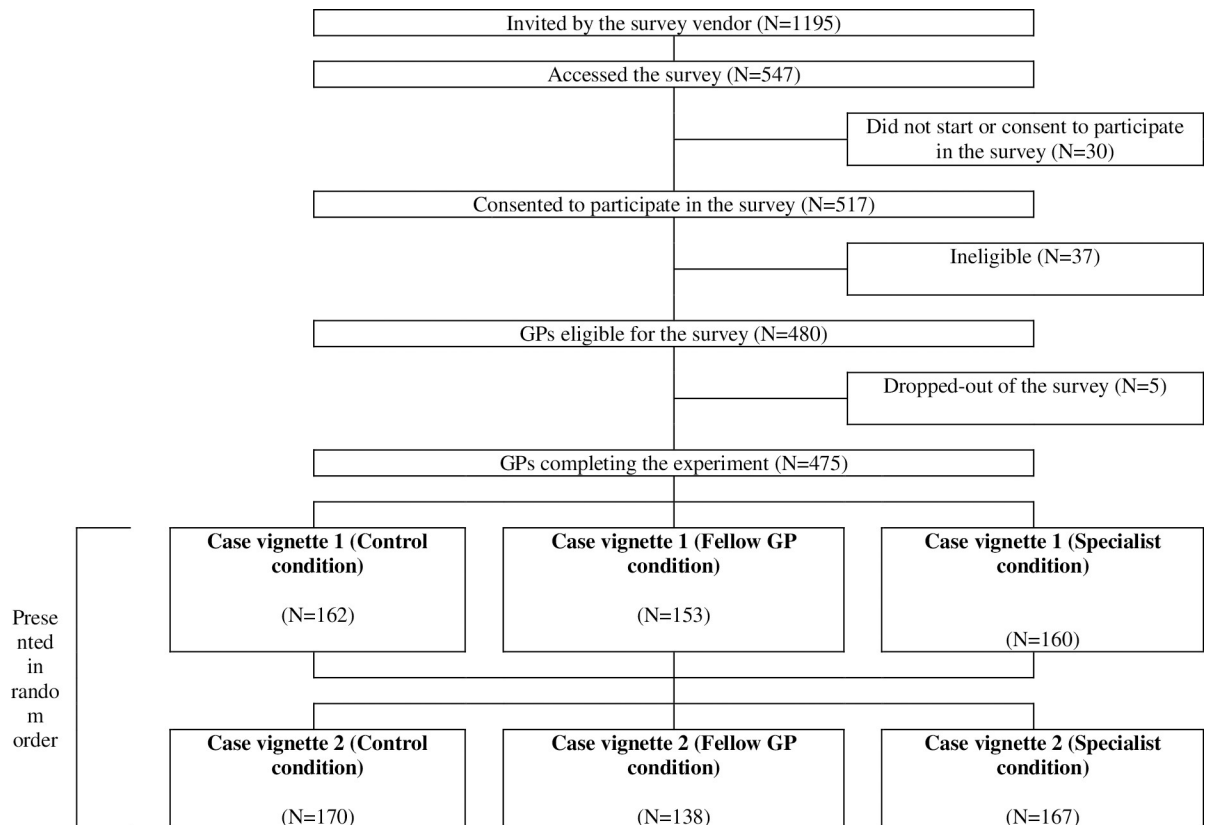 Invited by the survey vendor (N=1195)
Accessed the survey (N=547)
Did not start or consent to participate
in the survey (N=30)
Consented to participate in the survey (N=517)
Ineligible (N=37)
GPs eligible for the survey (N=480)
Dropped-out of the survey (N=5)
GPs completing the experiment (N=475)
Prese
nted
in
rando
m
order
Case vignette 1 (Control
condition)
(N=162)
Case vignette 1 (Fellow GP
condition)
(N=153)
Case vignette 1 (Specialist
condition)
(N=160)
Case vignette 2 (Control
condition)
(N=170)
Case vignette 2 (Fellow GP
condition)
(N=138)
Case vignette 2 (Specialist
condition)
(N=167)